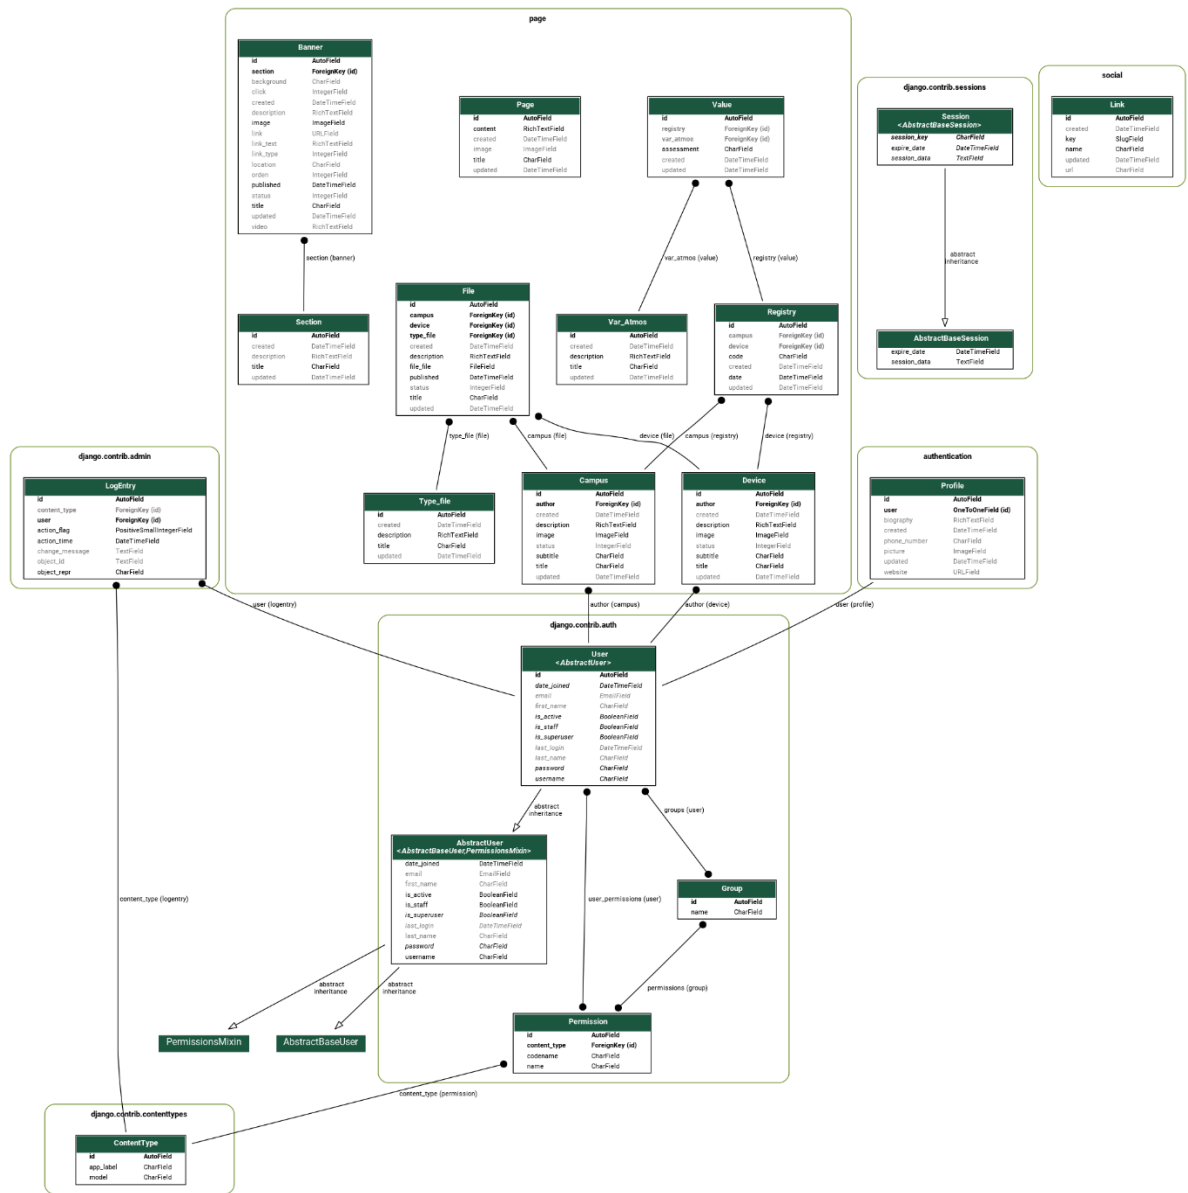 page
Banner
id AutoField
section ForeignKey (id)
background CharField
click IntegerField
created DateTimeField
description RichTextField
image ImageField
link URLField
link_text RichTextField
link_type IntegerField
location CharField
orden IntegerField
published DateTimeField
status IntegerField
title CharField
updated DateTimeField
video RichTextField
Page
id AutoField
content RichTextField
created DateTimeField
image ImageField
title CharField
updated DateTimeField
Value
id AutoField
registry ForeignKey (id)
var_atmos ForeignKey (id)
assessment CharField
created DateTimeField
updated DateTimeField
django.contrib.sessions
Session
<AbstractBaseSession>
session_key CharField
expire_date DateTimeField
session_data TextField
abstract
inheritance
AbstractBaseSession
expire_date DateTimeField
session_data TextField
social
Link
id AutoField
created DateTimeField
key SlugField
name CharField
updated DateTimeField
url CharField
section (banner)
var_atmos (value)
registry (value)
Section
id AutoField
created DateTimeField
description RichTextField
title CharField
updated DateTimeField
File
id AutoField
campus ForeignKey (id)
device ForeignKey (id)
type_file ForeignKey (id)
created DateTimeField
description RichTextField
file_file FileField
published DateTimeField
status IntegerField
title CharField
updated DateTimeField
Var_Atmos
id AutoField
created DateTimeField
description RichTextField
title CharField
updated DateTimeField
Registry
id AutoField
campus ForeignKey (id)
device ForeignKey (id)
code CharField
created DateTimeField
date DateTimeField
updated DateTimeField
type_file (file)
campus (file)
device (file)
campus (registry)
device (registry)
django.contrib.admin
LogEntry
id AutoField
content_type ForeignKey (id)
user ForeignKey (id)
action_flag PositiveSmallIntegerField
action_time DateTimeField
change_message TextField
object_id TextField
object_repr CharField
Type_file
id AutoField
created DateTimeField
description RichTextField
title CharField
updated DateTimeField
Campus
id AutoField
author ForeignKey (id)
created DateTimeField
description RichTextField
image ImageField
status IntegerField
subtitle CharField
title CharField
updated DateTimeField
Device
id AutoField
author ForeignKey (id)
created DateTimeField
description RichTextField
image ImageField
status IntegerField
subtitle CharField
title CharField
updated DateTimeField
authentication
Profile
id AutoField
user OneToOneField (id)
biography RichTextField
created DateTimeField
phone_number CharField
picture ImageField
updated DateTimeField
website URLField
user (logentry)
author (campus)
author (device)
user (profile)
django.contrib.auth
User
<AbstractUser>
id AutoField
date_joined DateTimeField
email EmailField
first_name CharField
is_active BooleanField
is_staff BooleanField
is_superuser BooleanField
last_login DateTimeField
last_name CharField
password CharField
username CharField
abstract
inheritance
groups (user)
AbstractUser
<AbstractBaseUser,PermissionsMixin>
date_joined DateTimeField
email EmailField
first_name CharField
is_active BooleanField
is_staff BooleanField
is_superuser BooleanField
last_login DateTimeField
last_name CharField
password CharField
username CharField
content_type (logentry)
user_permissions (user)
Group
id AutoField
name CharField
abstract
inheritance
abstract
inheritance
permissions (group)
PermissionsMixin
AbstractBaseUser
Permission
id AutoField
content_type ForeignKey (id)
codename CharField
name CharField
content_type (permission)
django.contrib.contenttypes
ContentType
id AutoField
app_label CharField
model CharField